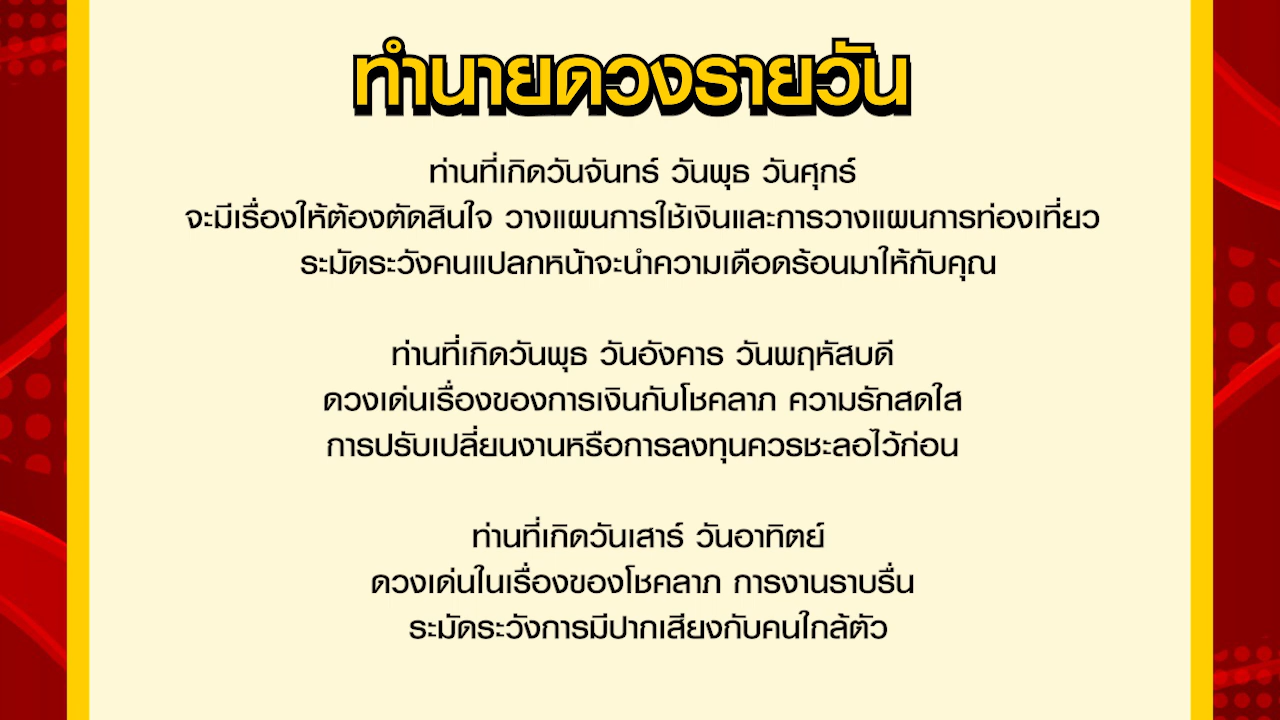 ทำนายดวงรายวัน
ท่านที่เกิดวันจันทร์ วันพุธ วันศุกร์
จะมีเรื่องให้ต้องตัดสินใจ วางแผนการใช้เงินและการวางแผนการท่องเที่ยว
ระมัดระวังคนแปลกหน้าจะนำความเดือดร้อนมาให้กับคุณ
ท่านที่เกิดวันพุธ วันอังคาร วันพฤหัสบดี
ดวงเด่นเรื่องของการเงินกับโชคลาภ ความรักสดใส
การปรับเปลี่ยนงานหรือการลงทุนควรชะลอไว้ก่อน
ท่านที่เกิดวันเสาร์ วันอาทิตย์
ดวงเด่นในเรื่องของโชคลาภ การงานราบรื่น
ระมัดระวังการมีปากเสียงกับคนใกล้ตัว